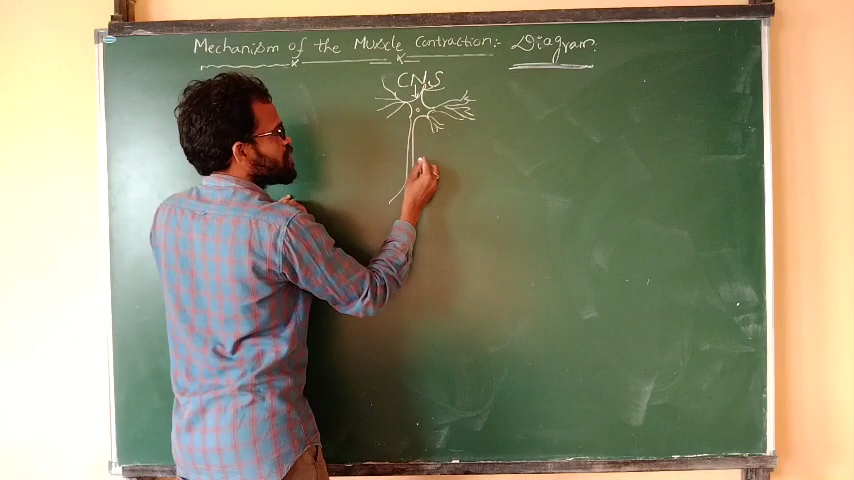 Mechanism of the Muscle Contraction:- Diagram.
CNS